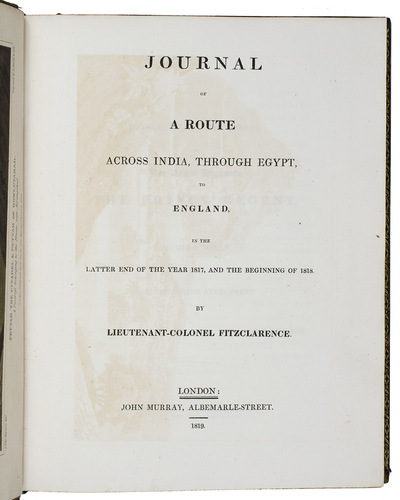 JOURNAL
OF
A ROUTE
ACROSS INDIA, THROUGH EGYPT,
TO
ENGLAND,
IN THE
LATTER END OF THE YEAR 1817, AND THE BEGINNING OF 1818.
BY
LIEUTENANT-COLONEL FITZCLARENCE.
LONDON:
JOHN MURRAY, ALBEMARLE-STREET.
1819.